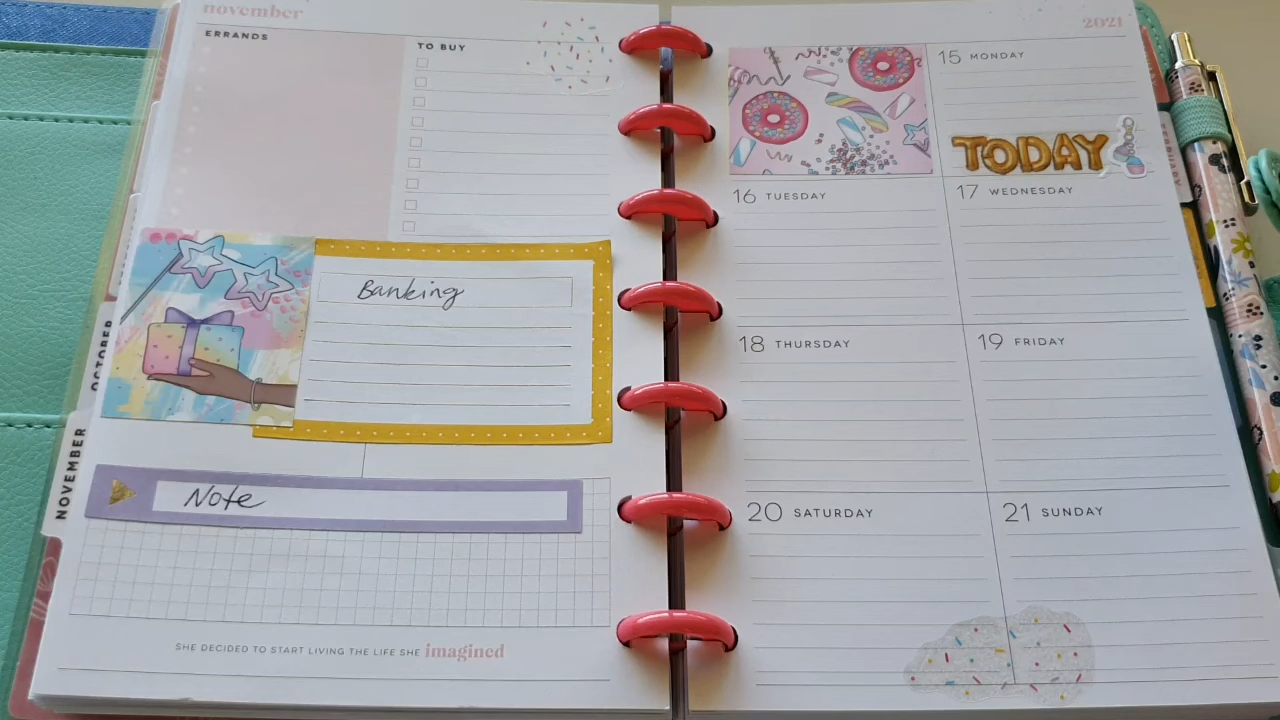 november
ERRANDS
TO BUY
Banking
OCTOBER
NOVEMBER
Note
SHE DECIDED TO START LIVING THE LIFE SHE imagined
2021
15 MONDAY
TODAY
16 TUESDAY
17 WEDNESDAY
18 THURSDAY
19 FRIDAY
20 SATURDAY
21 SUNDAY